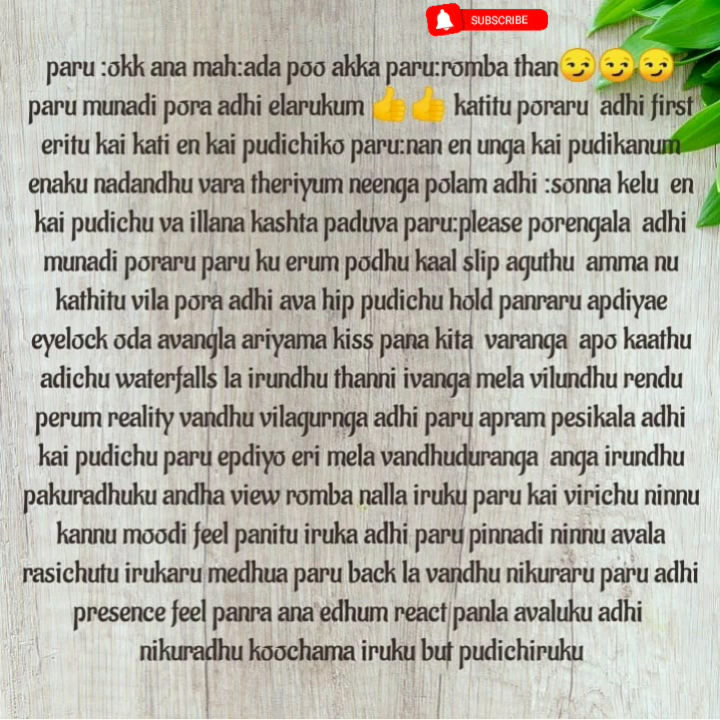 SUBSCRIBE
paru :okk ana mah:ada poo akka paru:romba than😏😏😏
paru munadi pora adhi elarukum 👍👍 katitu poraru adhi first
eritu kai kati en kai pudichiko paru:nan en unga kai pudikanum
enaku nadandhu vara theriyum neenga polam adhi :sonna kelu en
kai pudichu va illana kashta paduva paru:please porengala adhi
munadi poraru paru ku erum podhu kaal slip aguthu amma nu
kathitu vila pora adhi ava hip pudichu hold panraru apdiyae
eyelock oda avangla ariyama kiss pana kita varanga apo kaathu
adichu waterfalls la irundhu thanni ivanga mela vilundhu rendu
perum reality vandhu vilagurnga adhi paru apram pesikala adhi
kai pudichu paru epdiyo eri mela vandhuduranga anga irundhu
pakuradhuku andha view romba nalla iruku paru kai virichu ninnu
kannu moodi feel panitu iruka adhi paru pinnadi ninnu avala
rasichutu irukaru medhua paru back la vandhu nikuraru paru adhi
presence feel panra ana edhum react panla avaluku adhi
nikuradhu koochama iruku but pudichiruku